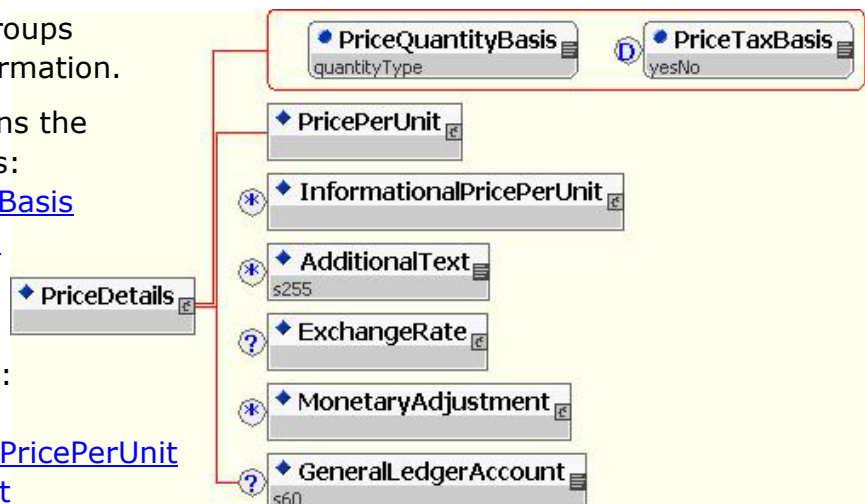 roups
rmation.
ns the
s:
Basis
:
PricePerUnit
t
PriceDetails
PriceQuantityBasis
quantityType
D
PriceTaxBasis
yesNo
PricePerUnit
* InformationalPricePerUnit
* AdditionalText
s255
? ExchangeRate
* MonetaryAdjustment
? GeneralLedgerAccount
s60